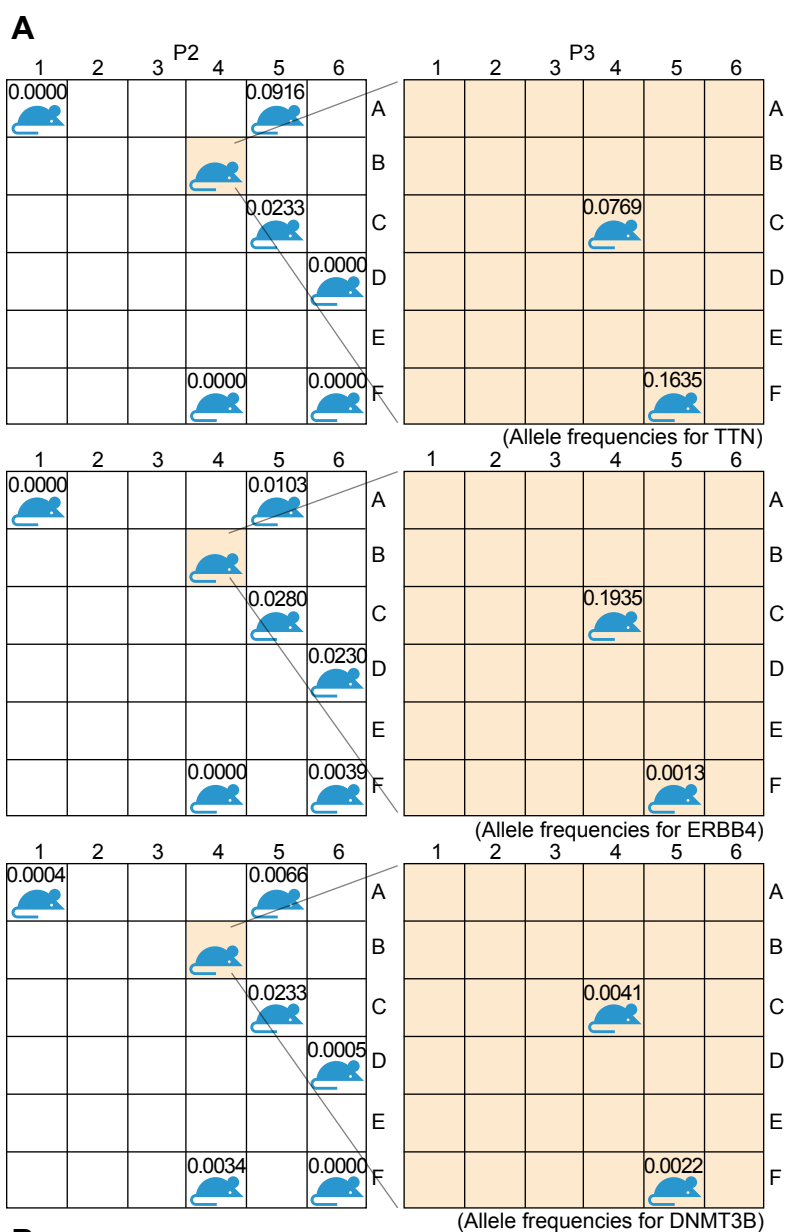 A
P2 P3
1 2 3 4 5 6 1 2 3 4 5 6
0.0000 0.0916 A A
B B
0.0233 C 0.0769 C
0.0000 D D
E E
0.0000 0.0000 F 0.1635 F
(Allele frequencies for TTN)
1 2 3 4 5 6 1 2 3 4 5 6
0.0000 0.0103 A A
B B
0.0280 C 0.1935 C
0.0230 D D
E E
0.0000 0.0039 F 0.0013 F
(Allele frequencies for ERBB4)
1 2 3 4 5 6 1 2 3 4 5 6
0.0004 0.0066 A A
B B
0.0233 C 0.0041 C
0.0005 D D
E E
0.0034 0.0000 F 0.0022 F
(Allele frequencies for DNMT3B)